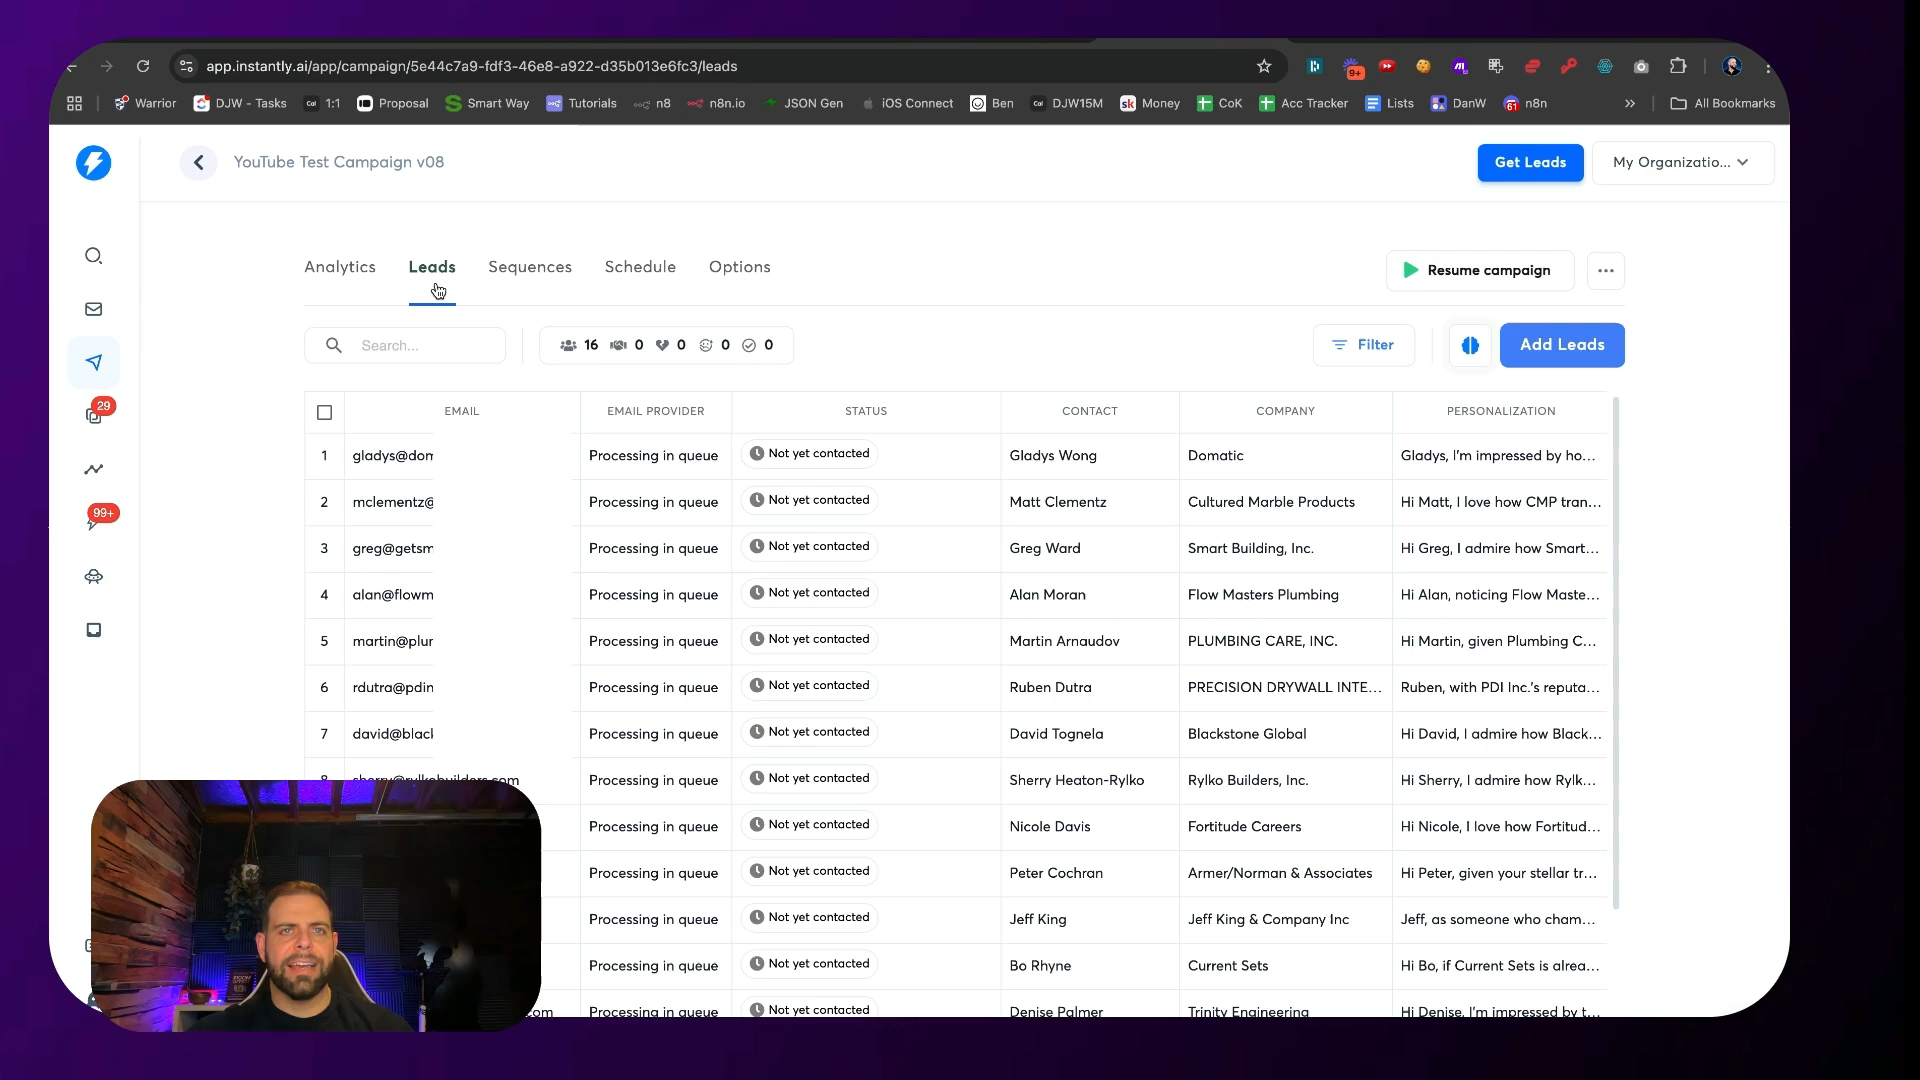 app.instantly.ai/app/campaign/5e44c7a9-fdf3-46e8-a922-d35b013e6fc3/leads
9+
Warrior DJW - Tasks Cal 1:1 Proposal Smart Way Tutorials n8 n8n.io JSON Gen iOS Connect Ben Cal DJW15M sk Money CoK Acc Tracker Lists DanW 61 n8n » All Bookmarks
YouTube Test Campaign v08
Get Leads
My Organizatio...
Analytics Leads Sequences Schedule Options
Resume campaign
Search...
16 0 0 0 0
Filter
Add Leads
29
99+
EMAIL EMAIL PROVIDER STATUS CONTACT COMPANY PERSONALIZATION
1 gladys@dom Processing in queue Not yet contacted Gladys Wong Domatic Gladys, I'm impressed by ho...
2 mclementz@ Processing in queue Not yet contacted Matt Clementz Cultured Marble Products Hi Matt, I love how CMP tran...
3 greg@getsm Processing in queue Not yet contacted Greg Ward Smart Building, Inc. Hi Greg, I admire how Smart...
4 alan@flowm Processing in queue Not yet contacted Alan Moran Flow Masters Plumbing Hi Alan, noticing Flow Maste...
5 martin@plur Processing in queue Not yet contacted Martin Arnaudov PLUMBING CARE, INC. Hi Martin, given Plumbing C...
6 rdutra@pdin Processing in queue Not yet contacted Ruben Dutra PRECISION DRYWALL INTE... Ruben, with PDI Inc.'s reputa...
7 david@black Processing in queue Not yet contacted David Tognela Blackstone Global Hi David, I admire how Black...
8 sherry@rylkobuilders.com Processing in queue Not yet contacted Sherry Heaton-Rylko Rylko Builders, Inc. Hi Sherry, I admire how Rylk...
Processing in queue Not yet contacted Nicole Davis Fortitude Careers Hi Nicole, I love how Fortitud...
Processing in queue Not yet contacted Peter Cochran Armer/Norman & Associates Hi Peter, given your stellar tr...
Processing in queue Not yet contacted Jeff King Jeff King & Company Inc Jeff, as someone who cham...
Processing in queue Not yet contacted Bo Rhyne Current Sets Hi Bo, if Current Sets is alrea...
.com Processing in queue Not yet contacted Denise Palmer Trinity Engineering Hi Denise, I'm impressed by t...